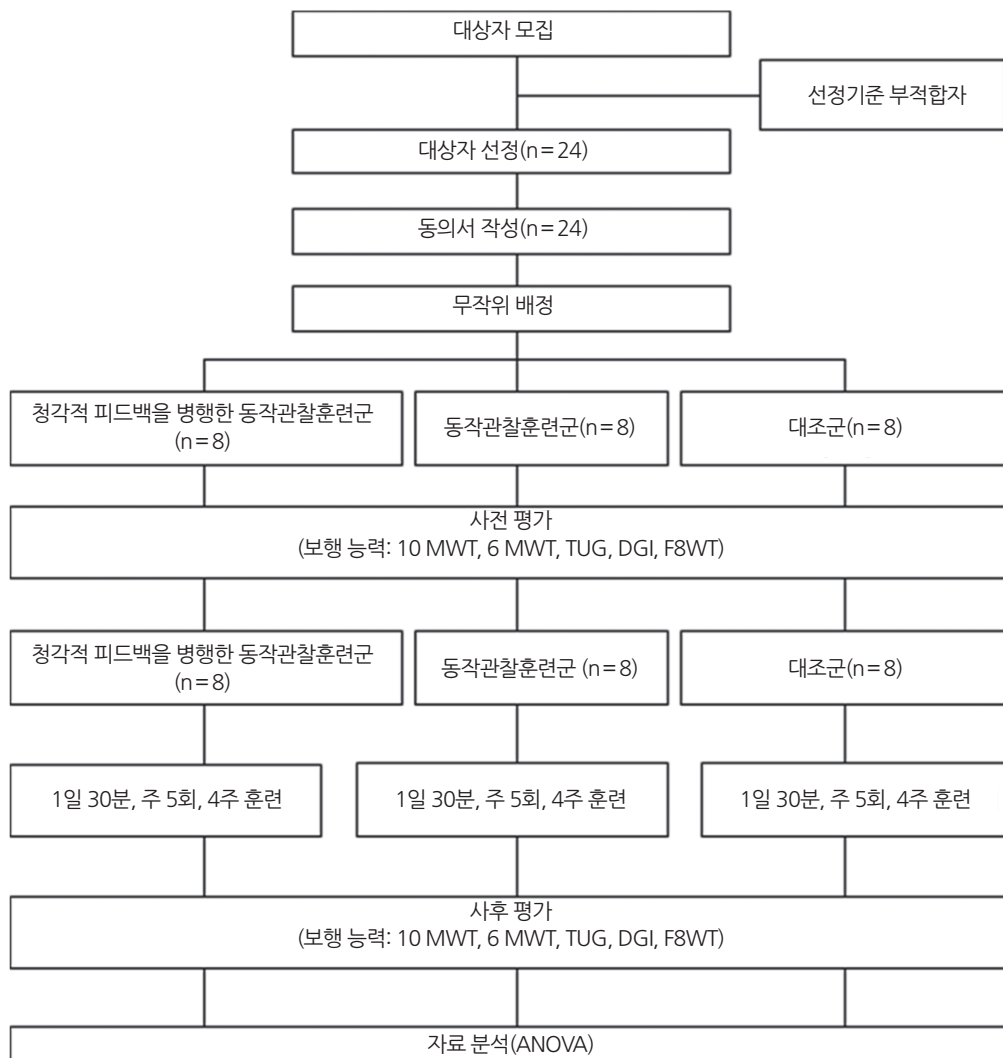 대상자 모집
선정기준 부적합자
대상자 선정(n=24)
동의서 작성(n=24)
무작위 배정
청각적 피드백을 병행한 동작관찰훈련군
(n=8)
동작관찰훈련군(n=8)
대조군(n=8)
사전 평가
(보행 능력: 10 MWT, 6 MWT, TUG, DGI, F8WT)
청각적 피드백을 병행한 동작관찰훈련군
(n=8)
동작관찰훈련군 (n=8)
대조군(n=8)
1일 30분, 주 5회, 4주 훈련
1일 30분, 주 5회, 4주 훈련
1일 30분, 주 5회, 4주 훈련
사후 평가
(보행 능력: 10 MWT, 6 MWT, TUG, DGI, F8WT)
자료 분석(ANOVA)